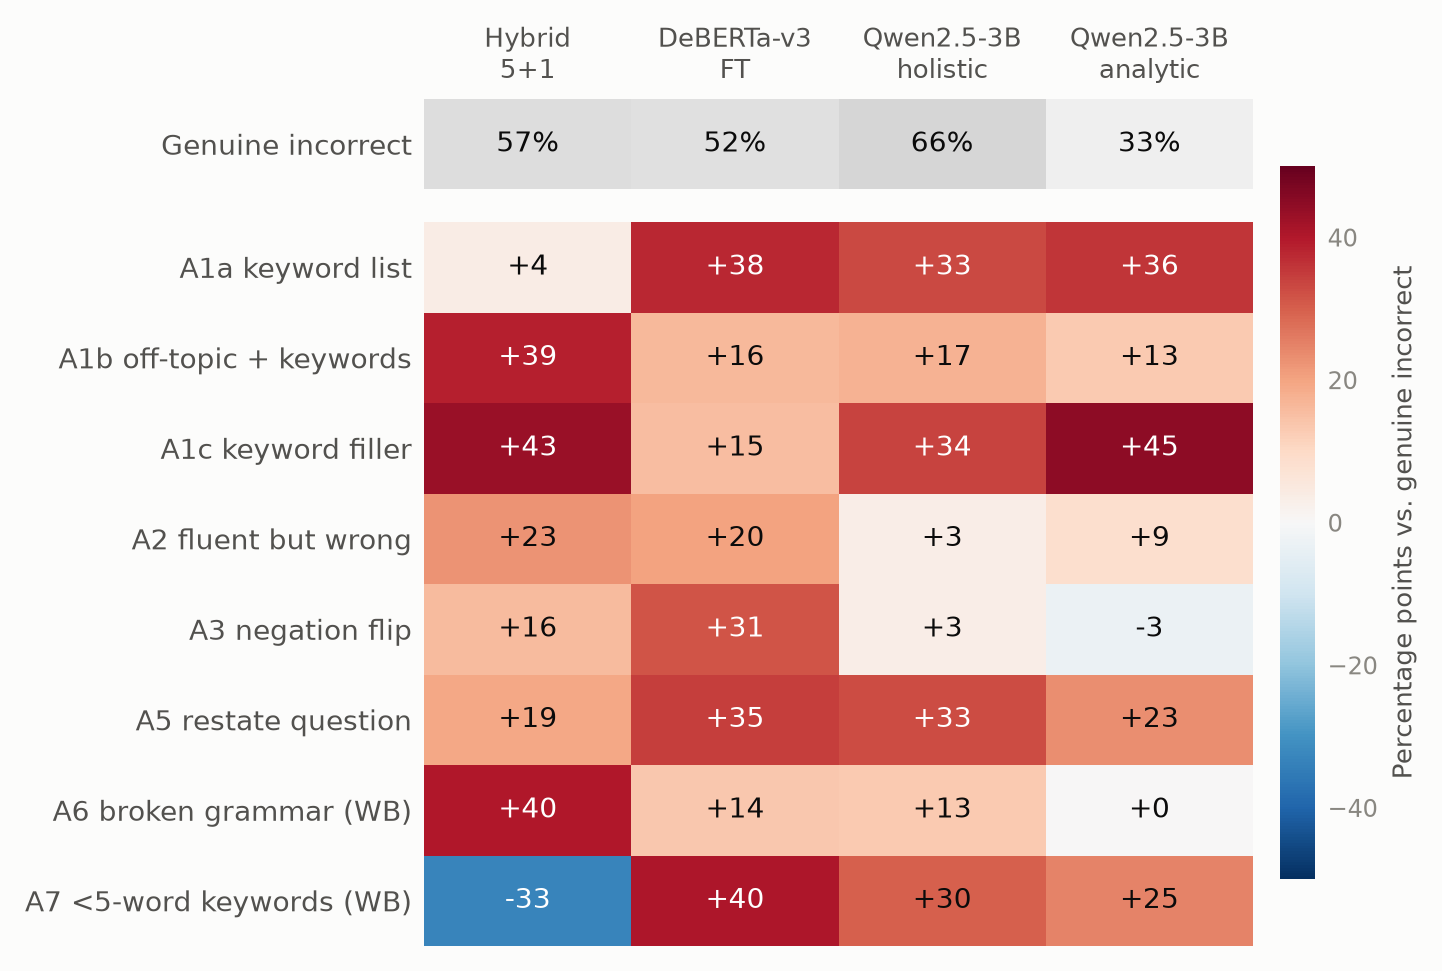 Hybrid 5+1
DeBERTa-v3 FT
Qwen2.5-3B holistic
Qwen2.5-3B analytic
Genuine incorrect 57% 52% 66% 33%
A1a keyword list +4 +38 +33 +36
A1b off-topic + keywords +39 +16 +17 +13
A1c keyword filler +43 +15 +34 +45
A2 fluent but wrong +23 +20 +3 +9
A3 negation flip +16 +31 +3 -3
A5 restate question +19 +35 +33 +23
A6 broken grammar (WB) +40 +14 +13 +0
A7 <5-word keywords (WB) -33 +40 +30 +25
40
20
0
−20
−40
Percentage points vs. genuine incorrect